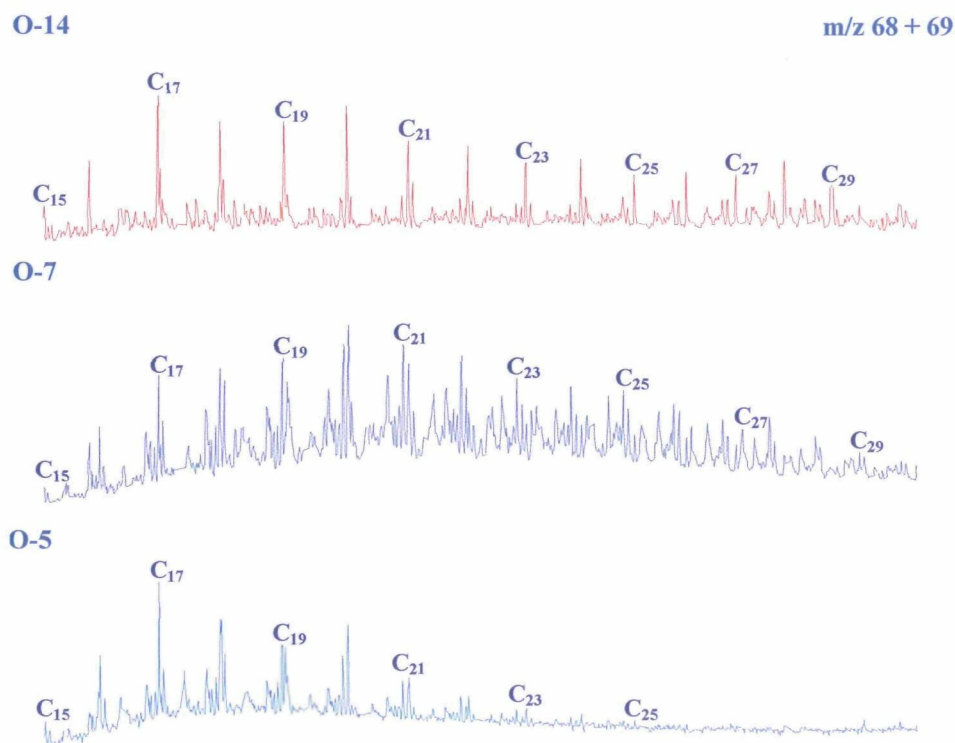 O-14 m/z 68 + 69
C₁₅ C₁₇ C₁₉ C₂₁ C₂₃ C₂₅ C₂₇ C₂₉
O-7
C₁₅ C₁₇ C₁₉ C₂₁ C₂₃ C₂₅ C₂₇ C₂₉
O-5
C₁₅ C₁₇ C₁₉ C₂₁ C₂₃ C₂₅